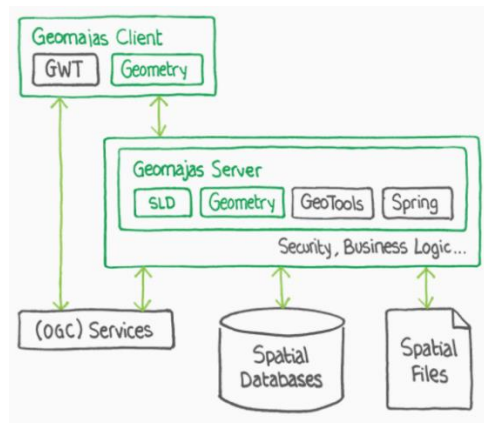 Geomajas Client
GWT
Geometry
Geomajas Server
SLD
Geometry
GeoTools
Spring
Security, Business Logic...
(OGC) Services
Spatial
Databases
Spatial
Files